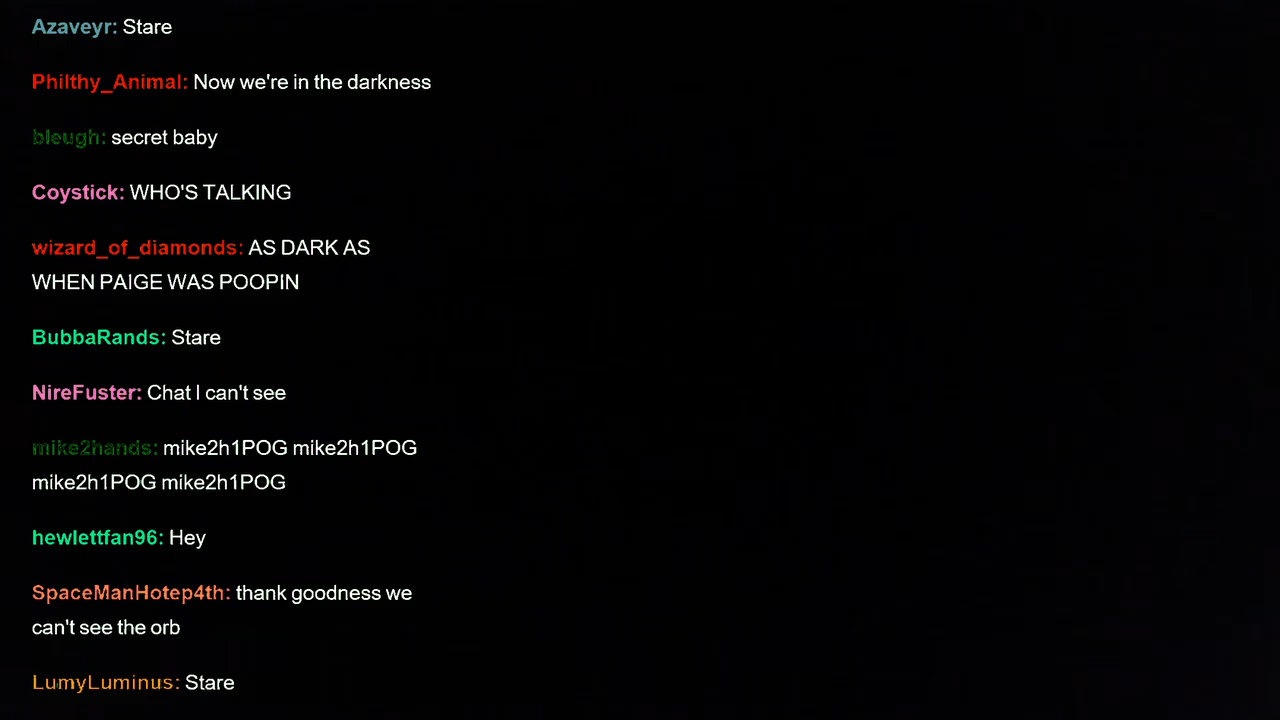 Azaveyr: Stare
Philthy_Animal: Now we're in the darkness
bleugh: secret baby
Coystick: WHO'S TALKING
wizard_of_diamonds: AS DARK AS
WHEN PAIGE WAS POOPIN
BubbaRands: Stare
NireFuster: Chat I can't see
mike2hands: mike2h1POG mike2h1POG
mike2h1POG mike2h1POG
hewlettfan96: Hey
SpaceManHotep4th: thank goodness we
can't see the orb
LumyLuminus: Stare